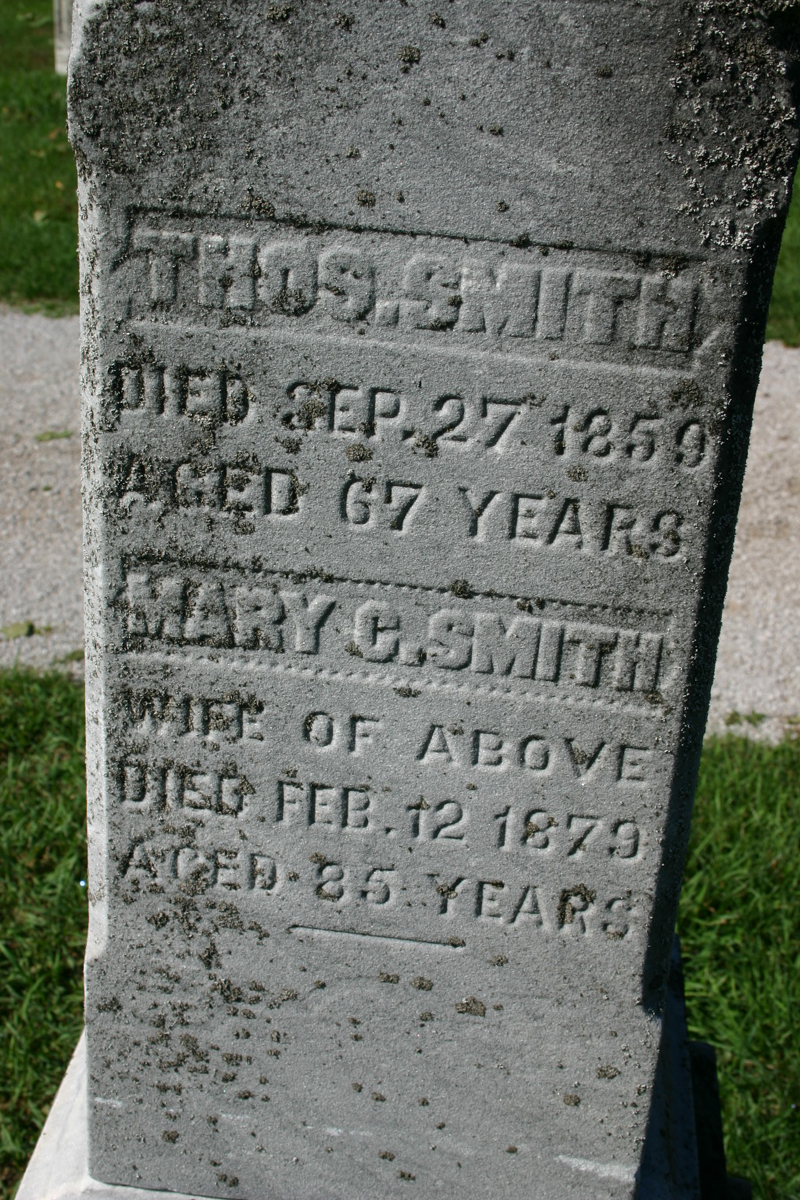 THOS. SMITH
DIED SEP. 27 1859
AGED 67 YEARS
MARY C. SMITH
WIFE OF ABOVE
DIED FEB. 12 1879
AGED 85 YEARS